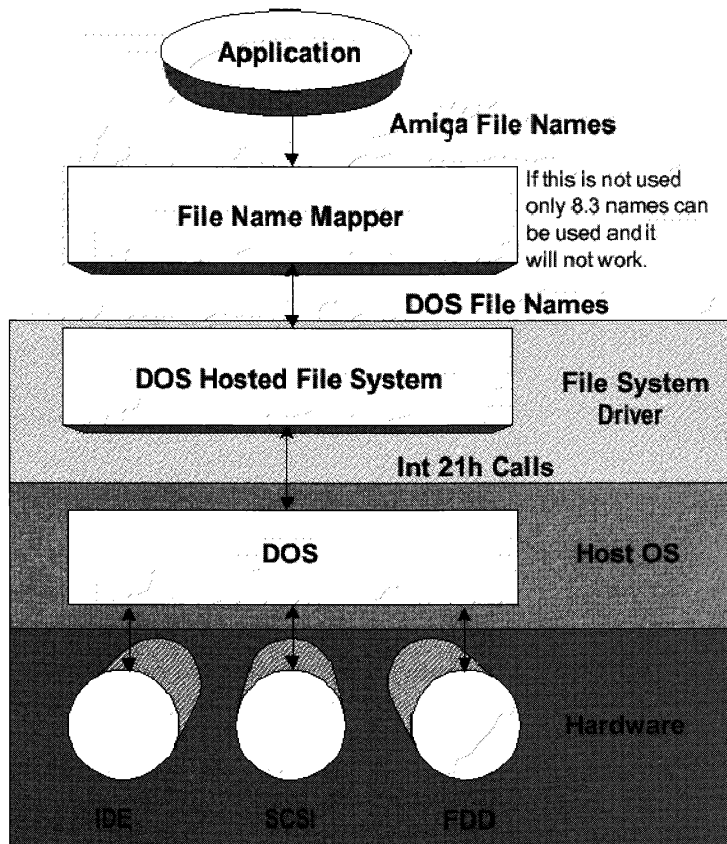 Application
Amiga File Names
File Name Mapper
If this is not used
only 8.3 names can
be used and it
will not work.
DOS File Names
DOS Hosted File System
File System
Driver
Int 21h Calls
DOS
Host OS
Hardware
IDE
SCSI
FDD